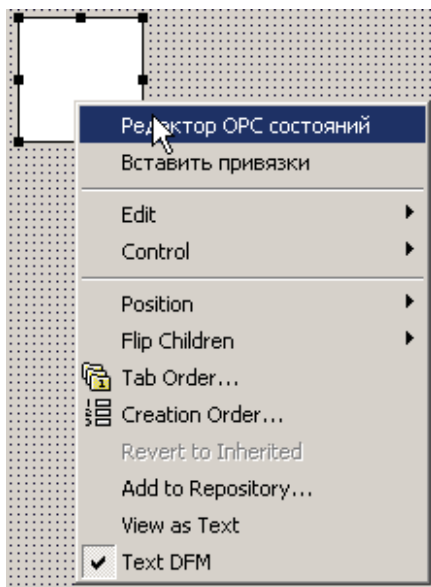 Редактор ОРС состояний
Вставить привязки
Edit
Control
Position
Flip Children
Tab Order...
Creation Order...
Revert to Inherited
Add to Repository...
View as Text
Text DFM